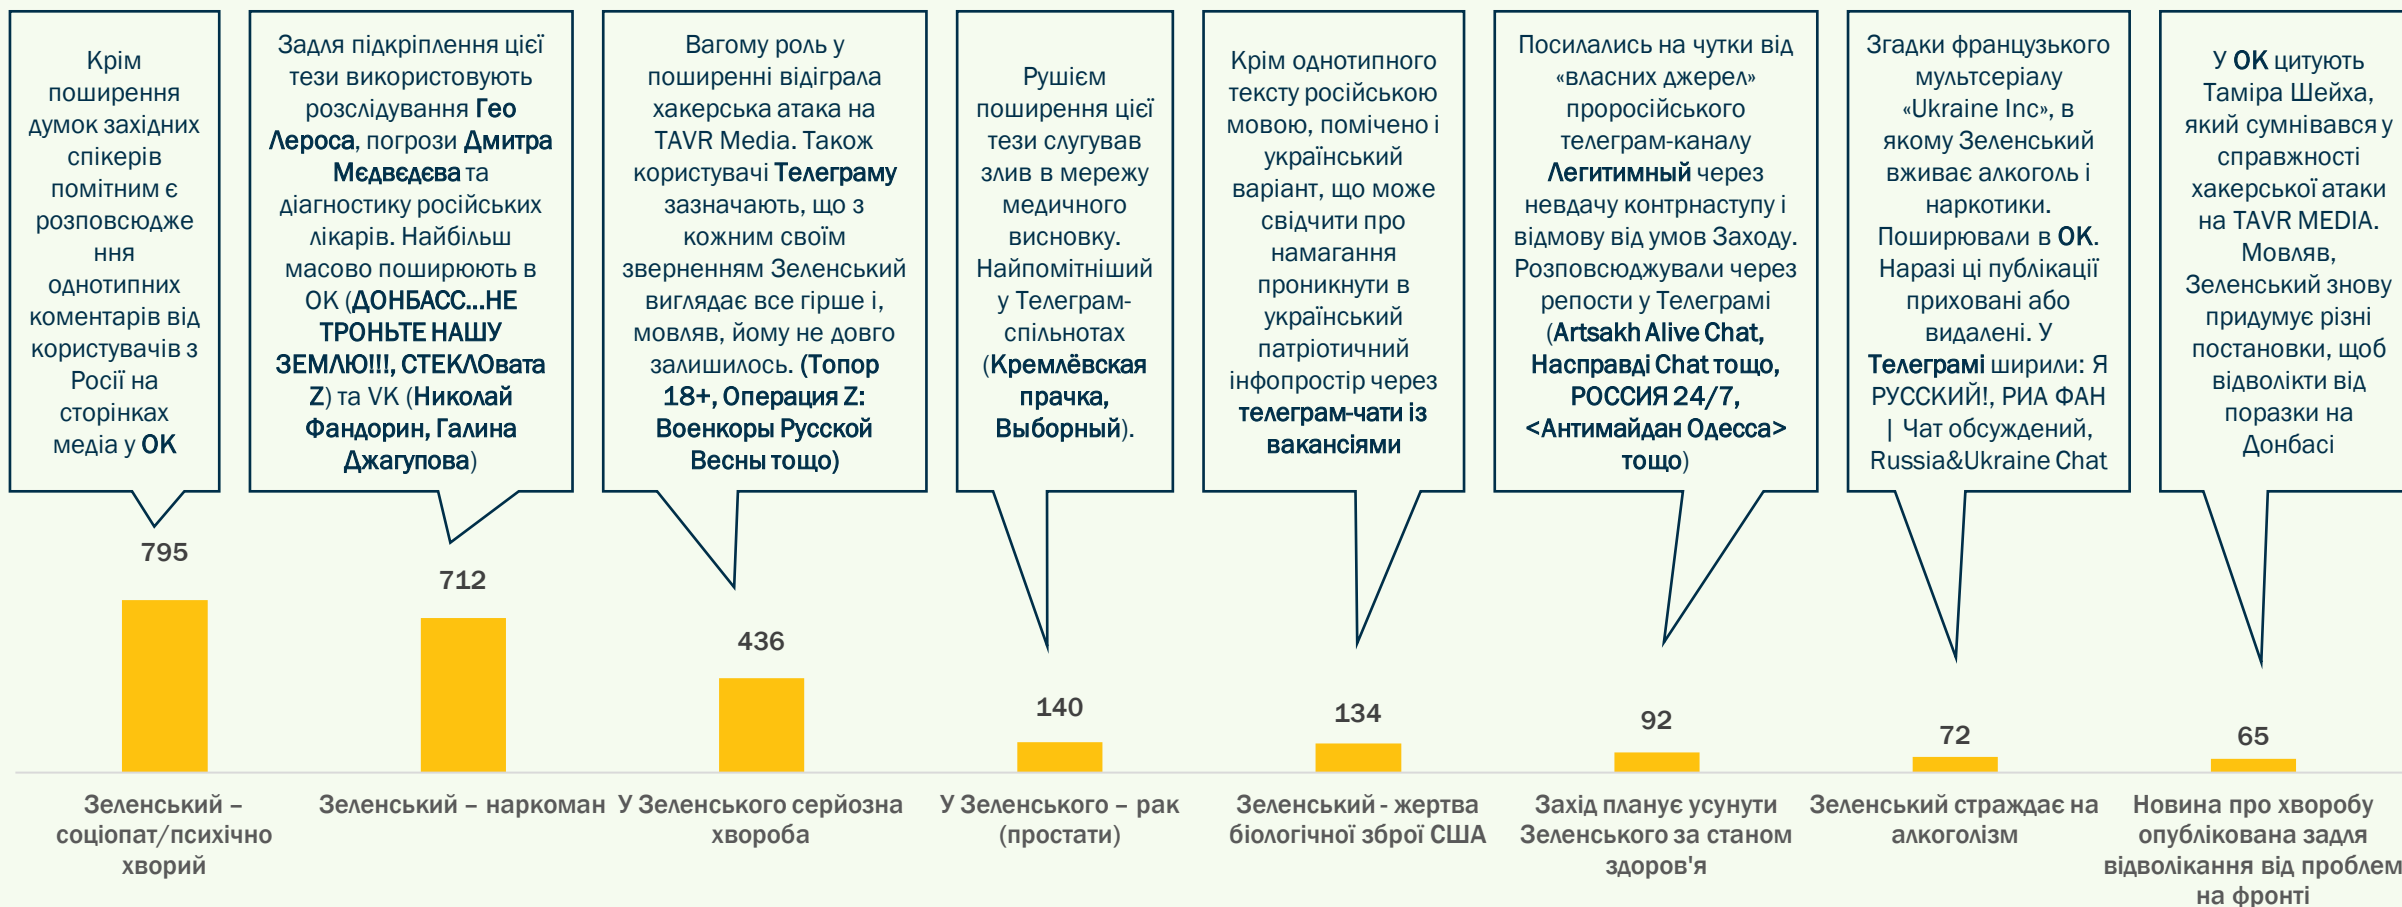 Крім
поширення
думок західних
спікерів
помітним є
розповсюдже
ння
однотипних
коментарів від
користувачів з
Росії на
сторінках
медіа у ОК
Задля підкріплення цієї
тези використовують
розслідування Гео
Лероса, погрози Дмитра
Мєдвєдєва та
діагностику російських
лікарів. Найбільш
масово поширюють в
ОК (ДОНБАСС...НЕ
ТРОНЬТЕ НАШУ
ЗЕМЛЮ!!!, СТЕКЛОвата
Z) та VK (Николай
Фандорин, Галина
Джагупова)
Вагому роль у
поширенні відіграла
хакерська атака на
TAVR Media. Також
користувачі Телеграму
зазначають, що з
кожним своїм
зверненням Зеленський
виглядає все гірше і,
мовляв, йому не довго
залишилось. (Топор
18+, Операция Z:
Военкоры Русской
Весны тощо)
Рушієм
поширення цієї
тези слугував
злив в мережу
медичного
висновку.
Найпомітніший
у Телеграм-
спільнотах
(Кремлёвская
прачка,
Выборный).
Крім однотипного
тексту російською
мовою, помічено і
український
варіант, що може
свідчити про
намагання
проникнути в
український
патріотичний
інфопростір через
телеграм-чати із
вакансіями
Посилались на чутки від
«власних джерел»
проросійського
телеграм-каналу
Легитимный через
невдачу контрнаступу і
відмову від умов Заходу.
Розповсюджували через
репости у Телеграмі
(Artsakh Alive Chat,
Насправді Chat тощо,
РОССИЯ 24/7,
<Антимайдан Одесса>
тощо)
Згадки французького
мультсеріалу
«Ukraine Inc», в
якому Зеленський
вживає алкоголь і
наркотики.
Поширювали в ОК.
Наразі ці публікації
приховані або
видалені. У
Телеграмі ширили: Я
РУССКИЙ!, РИА ФАН
| Чат обсуждений,
Russia&Ukraine Chat
У ОК цитують
Таміра Шейха,
який сумнівався у
справжності
хакерської атаки
на TAVR MEDIA.
Мовляв,
Зеленський знову
придумує різні
постановки, щоб
відволікти від
поразки на
Донбасі
795
712
436
140
134
92
72
65
Зеленський –
соціопат/психічно
хворий
Зеленський – наркоман
У Зеленського серйозна
хвороба
У Зеленського – рак
(простати)
Зеленський - жертва
біологічної зброї США
Захід планує усунути
Зеленського за станом
здоров'я
Зеленський страждає на
алкоголізм
Новина про хворобу
опублікована задля
відволікання від проблем
на фронті